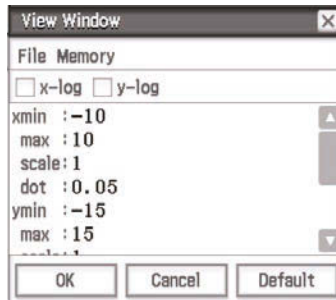 View Window
File Memory
x-log y-log
xmin :-10
max :10
scale:1
dot :0.05
ymin :-15
max :15
OK Cancel Default